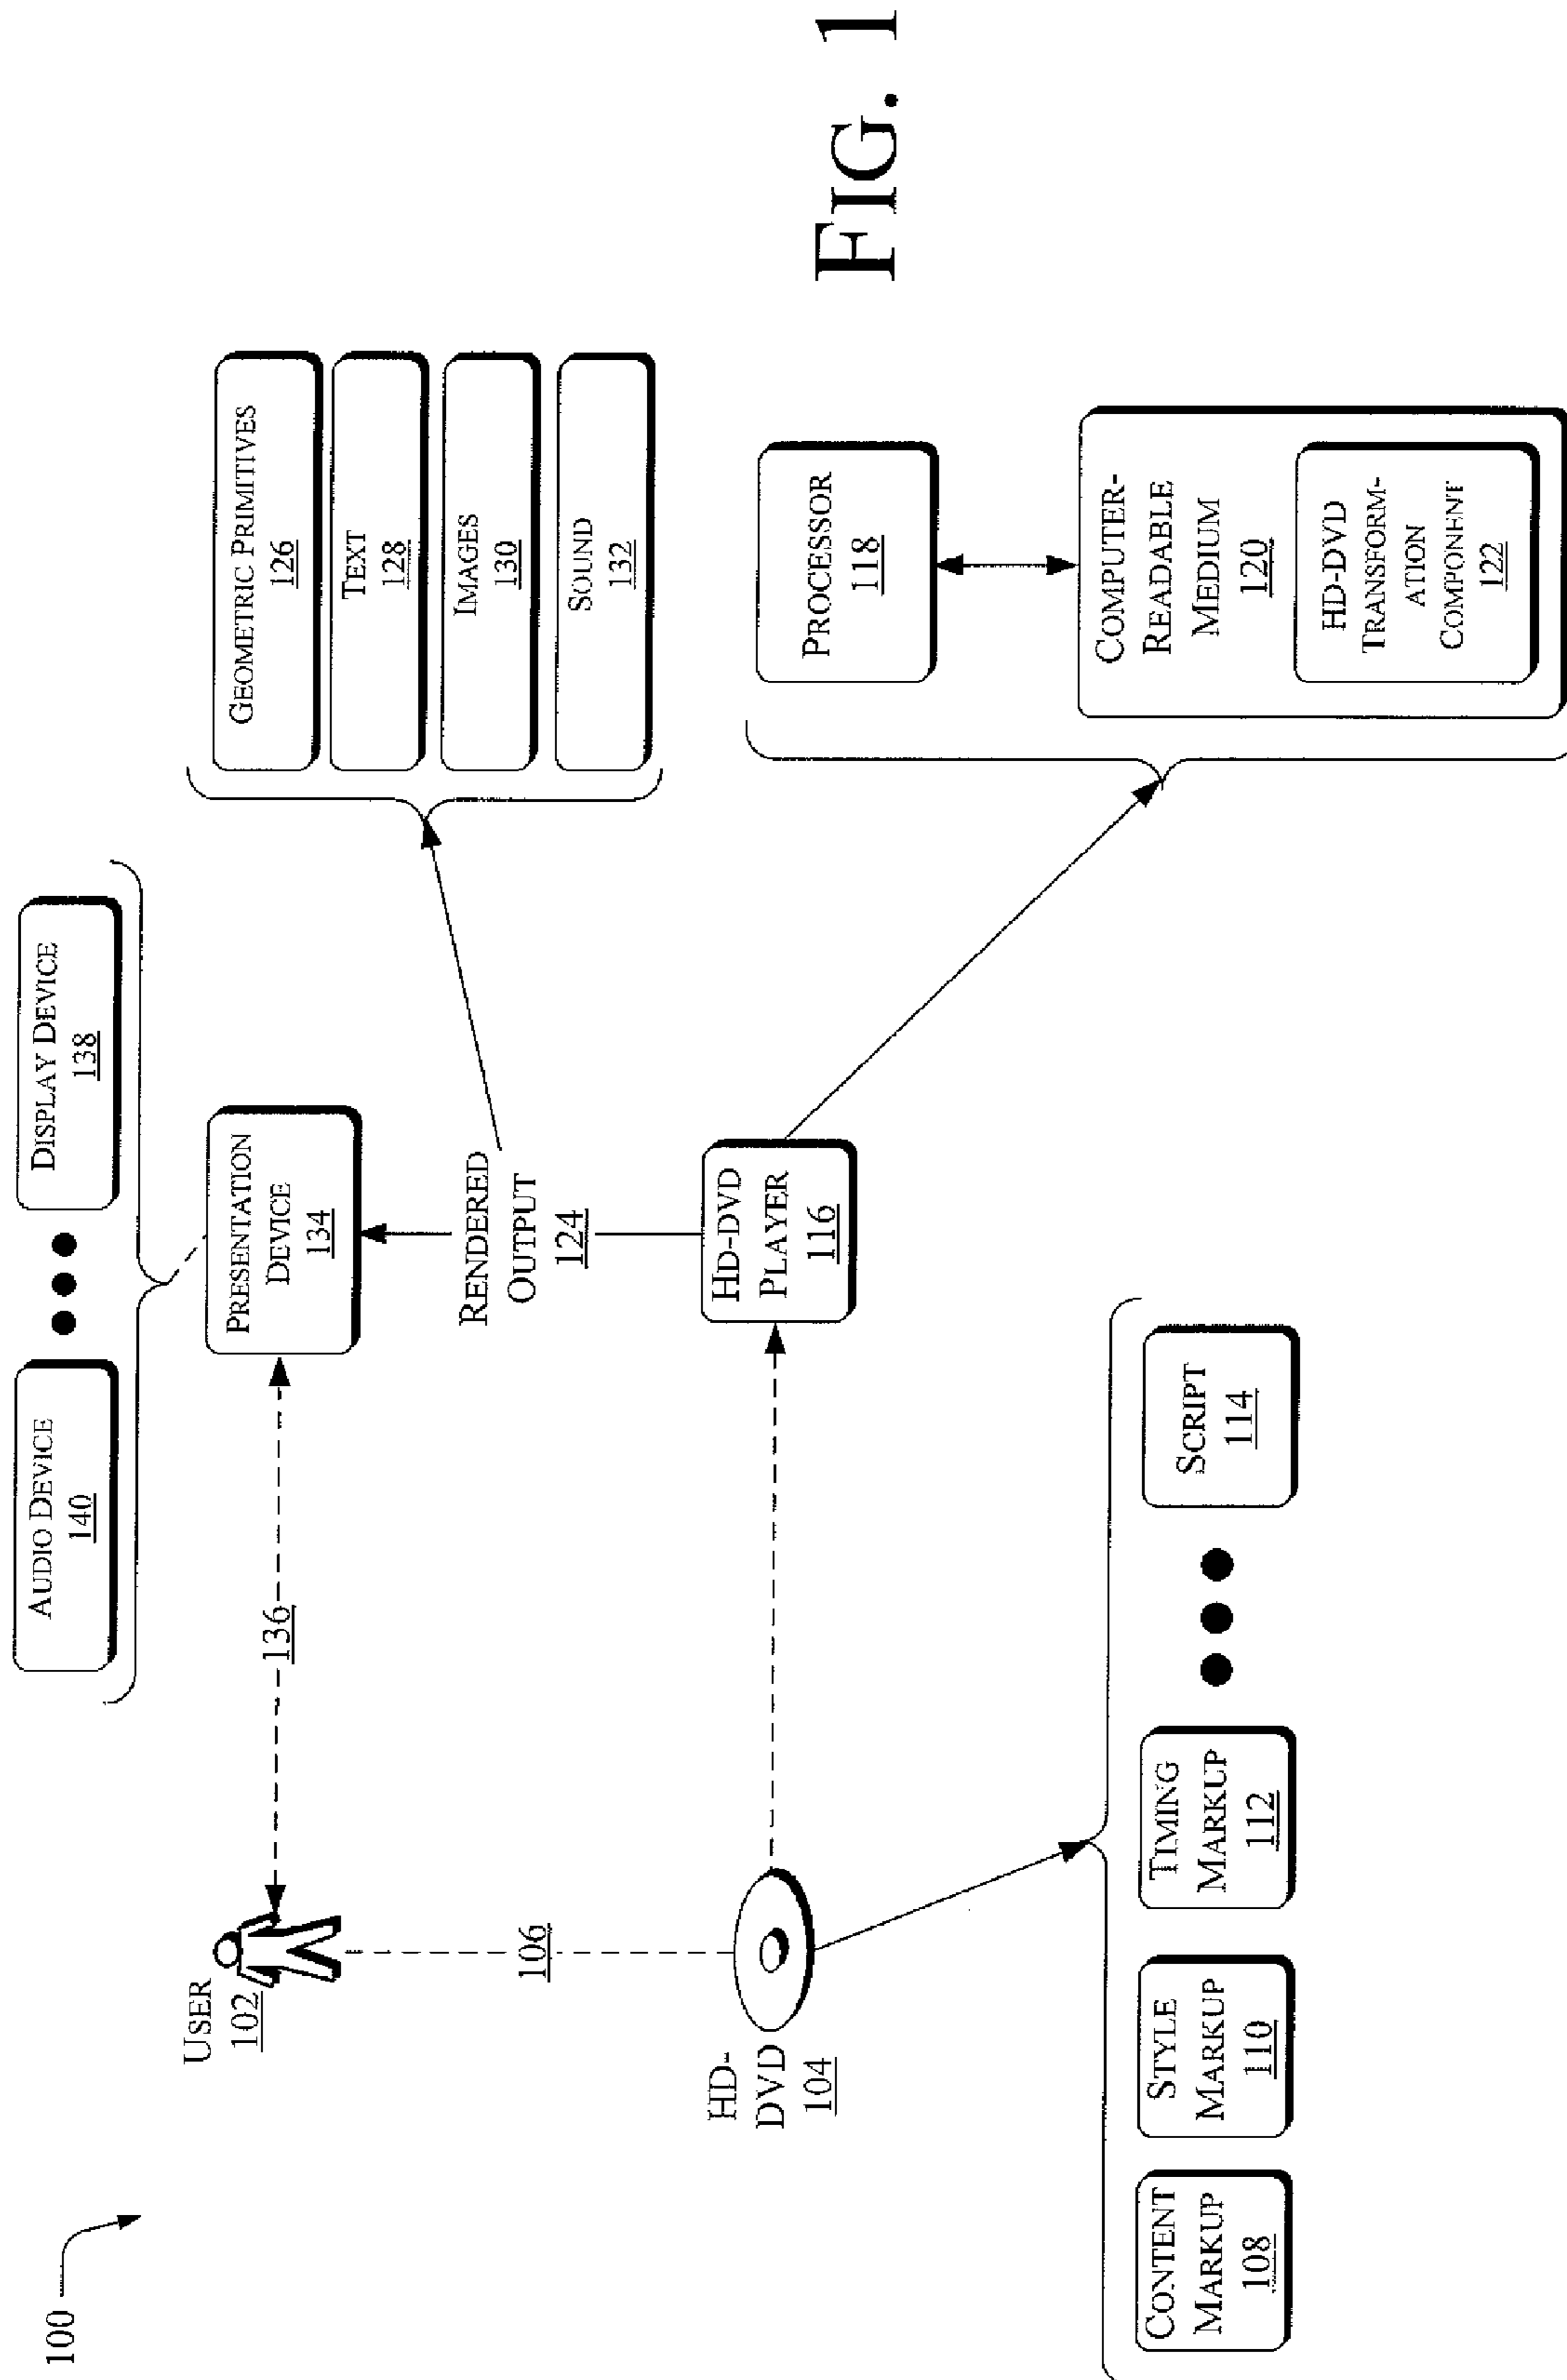 100
AUDIO DEVICE
140
DISPLAY DEVICE
138
USER
102
136
PRESENTATION
DEVICE
134
GEOMETRIC PRIMITIVES
126
TEXT
128
IMAGES
130
SOUND
132
106
RENDERED
OUTPUT
124
HD-
DVD
104
HD-DVD
PLAYER
116
PROCESSOR
118
COMPUTER-
READABLE
MEDIUM
120
HD-DVD
TRANSFORM-
ATION
COMPONENT
122
CONTENT
MARKUP
108
STYLE
MARKUP
110
TIMING
MARKUP
112
SCRIPT
114
FIG. 1